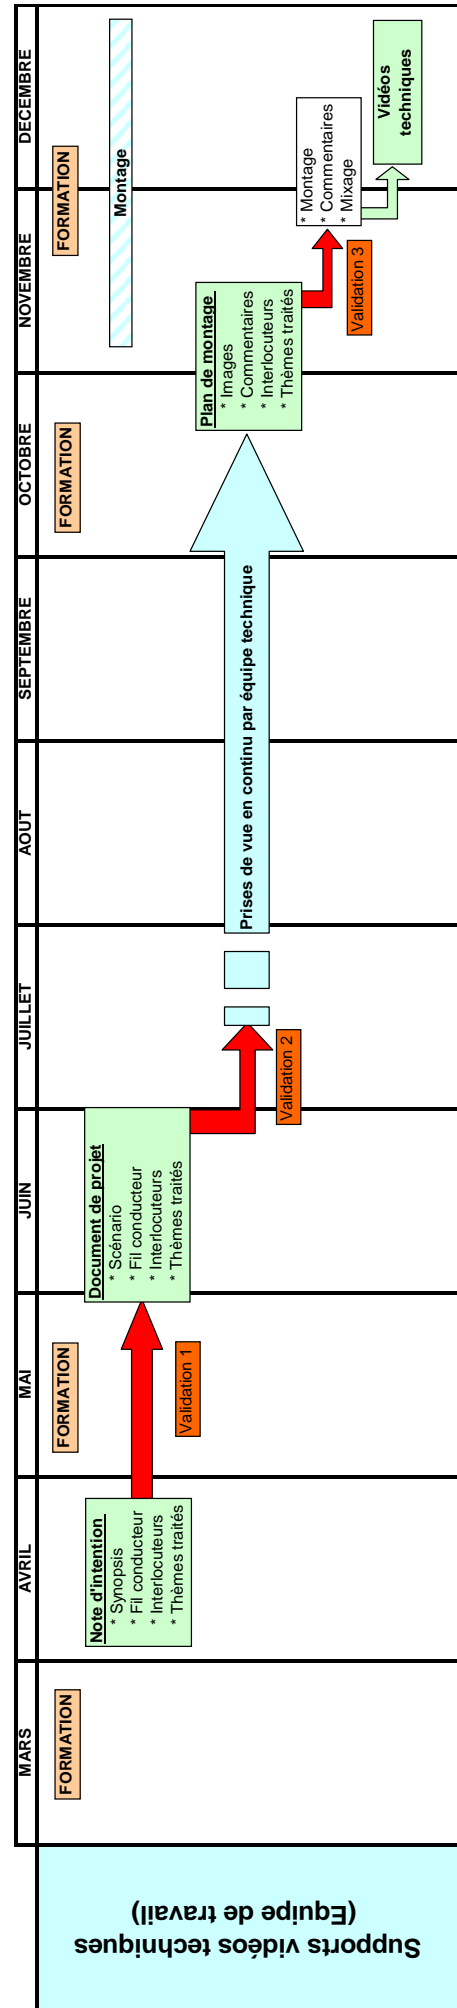 Supports vidéos techniques
(Equipe de travail)
MARS
AVRIL
MAI
JUIN
JUILLET
AOUT
SEPTEMBRE
OCTOBRE
NOVEMBRE
DECEMBRE
FORMATION
FORMATION
FORMATION
FORMATION
Note d'intention
* Synopsis
* Fil conducteur
* Interlocuteurs
* Thèmes traités
Validation 1
Document de projet
* Scénario
* Fil conducteur
* Interlocuteurs
* Thèmes traités
Validation 2
Prises de vue en continu par équipe technique
Montage
Plan de montage
* Images
* Commentaires
* Interlocuteurs
* Thèmes traités
Validation 3
* Montage
* Commentaires
* Mixage
Vidéos
techniques